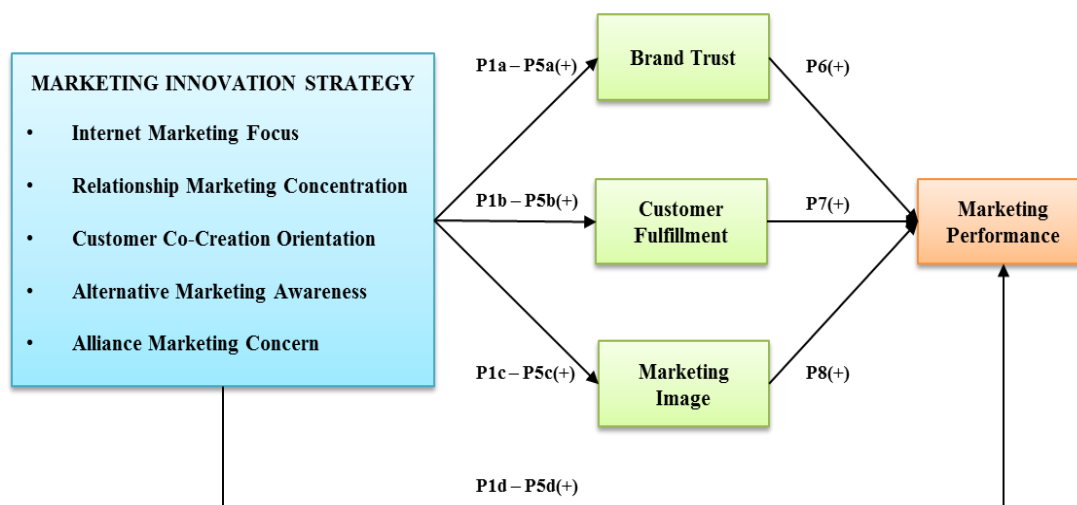 MARKETING INNOVATION STRATEGY
• Internet Marketing Focus
• Relationship Marketing Concentration
• Customer Co-Creation Orientation
• Alternative Marketing Awareness
• Alliance Marketing Concern
P1a – P5a(+)
P1b – P5b(+)
P1c – P5c(+)
P1d – P5d(+)
Brand Trust
Customer
Fulfillment
Marketing
Image
P6(+)
P7(+)
P8(+)
Marketing
Performance